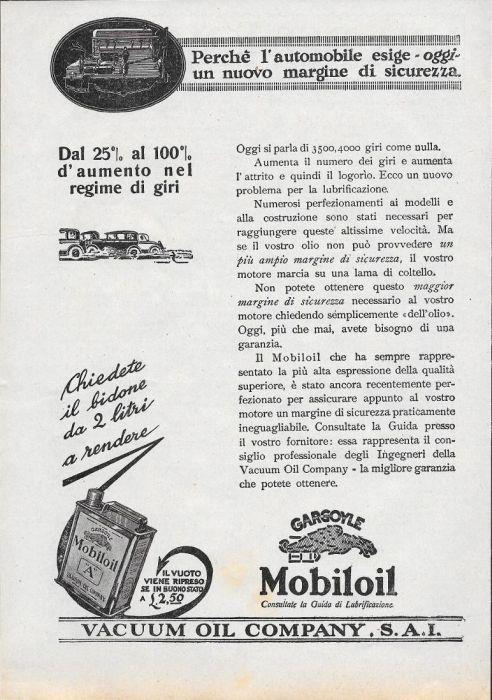 Perchè l'automobile esige - oggi -
un nuovo margine di sicurezza.
Dal 25% al 100%
d'aumento nel
regime di giri
Oggi si parla di 3500, 4000 giri come nulla.
Aumenta il numero dei giri e aumenta
l'attrito e quindi il logorio. Ecco un nuovo
problema per la lubrificazione.
Numerosi perfezionamenti ai modelli e
alla costruzione sono stati necessari per
raggiungere queste altissime velocità. Ma
se il vostro olio non può provvedere un
più ampio margine di sicurezza, il vostro
motore marcia su una lama di coltello.
Non potete ottenere questo maggior
margine di sicurezza necessario al vostro
motore chiedendo sémplicemente «dell'olio».
Oggi, più che mai, avete bisogno di una
garanzia.
Il Mobiloil che ha sempre rappre-
sentato la più alta espressione della qualità
superiore, è stato ancora recentemente per-
fezionato per assicurare appunto al vostro
motore un margine di sicurezza praticamente
ineguagliabile. Consultate la Guida presso
il vostro fornitore: essa rappresenta il con-
siglio professionale degli Ingegneri della
Vacuum Oil Company - la migliore garanzia
che potete ottenere.
Chiedete
il bidone
da 2 litri
a rendere
GARGOYLE
Mobiloil
"A"
VACUUM OIL COMPANY
IL VUOTO
VIENE RIPRESO
SE IN BUONO STATO
A £2,50
GARGOYLE
Mobiloil
Consultate la Guida di Lubrificazione
VACUUM OIL COMPANY, S.A.I.